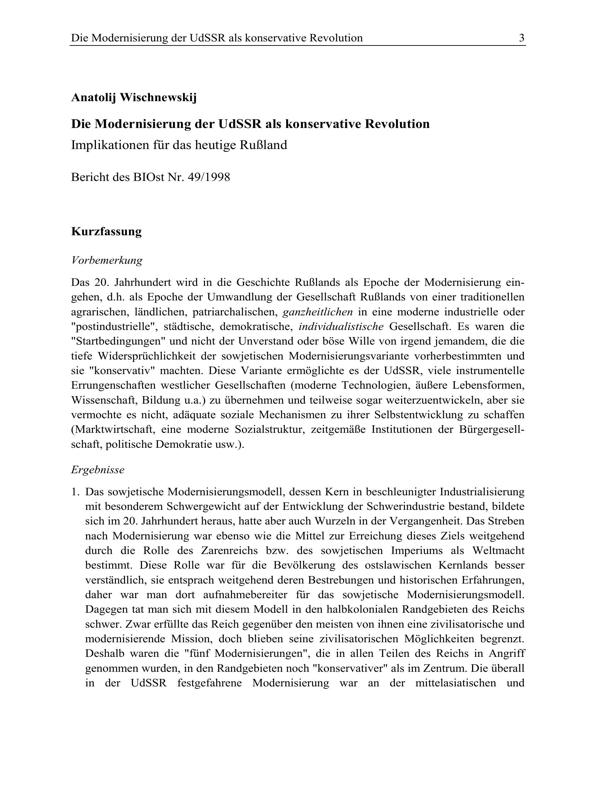 Die Modernisierung der UdSSR als konservative Revolution 3
Anatolij Wischnewskij
Die Modernisierung der UdSSR als konservative Revolution
Implikationen für das heutige Rußland
Bericht des BIOst Nr. 49/1998
Kurzfassung
Vorbemerkung
Das 20. Jahrhundert wird in die Geschichte Rußlands als Epoche der Modernisierung ein-
gehen, d.h. als Epoche der Umwandlung der Gesellschaft Rußlands von einer traditionellen
agrarischen, ländlichen, patriarchalischen, ganzheitlichen in eine moderne industrielle oder
"postindustrielle", städtische, demokratische, individualistische Gesellschaft. Es waren die
"Startbedingungen" und nicht der Unverstand oder böse Wille von irgend jemandem, die die
tiefe Widersprüchlichkeit der sowjetischen Modernisierungsvariante vorherbestimmten und
sie "konservativ" machten. Diese Variante ermöglichte es der UdSSR, viele instrumentelle
Errungenschaften westlicher Gesellschaften (moderne Technologien, äußere Lebensformen,
Wissenschaft, Bildung u.a.) zu übernehmen und teilweise sogar weiterzuentwickeln, aber sie
vermochte es nicht, adäquate soziale Mechanismen zu ihrer Selbstentwicklung zu schaffen
(Marktwirtschaft, eine moderne Sozialstruktur, zeitgemäße Institutionen der Bürgergesell-
schaft, politische Demokratie usw.).
Ergebnisse
1. Das sowjetische Modernisierungsmodell, dessen Kern in beschleunigter Industrialisierung
mit besonderem Schwergewicht auf der Entwicklung der Schwerindustrie bestand, bildete
sich im 20. Jahrhundert heraus, hatte aber auch Wurzeln in der Vergangenheit. Das Streben
nach Modernisierung war ebenso wie die Mittel zur Erreichung dieses Ziels weitgehend
durch die Rolle des Zarenreichs bzw. des sowjetischen Imperiums als Weltmacht
bestimmt. Diese Rolle war für die Bevölkerung des ostslawischen Kernlands besser
verständlich, sie entsprach weitgehend deren Bestrebungen und historischen Erfahrungen,
daher war man dort aufnahmebereiter für das sowjetische Modernisierungsmodell.
Dagegen tat man sich mit diesem Modell in den halbkolonialen Randgebieten des Reichs
schwer. Zwar erfüllte das Reich gegenüber den meisten von ihnen eine zivilisatorische und
modernisierende Mission, doch blieben seine zivilisatorischen Möglichkeiten begrenzt.
Deshalb waren die "fünf Modernisierungen", die in allen Teilen des Reichs in Angriff
genommen wurden, in den Randgebieten noch "konservativer" als im Zentrum. Die überall
in der UdSSR festgefahrene Modernisierung war an der mittelasiatischen und